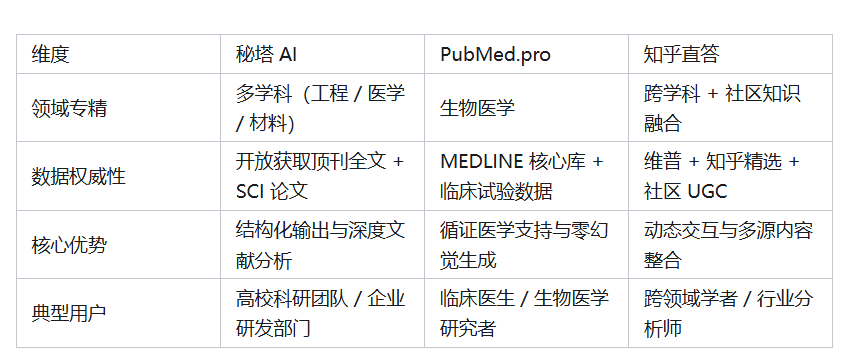 维度 秘塔 AI PubMed.pro 知乎直答
领域专精 多学科（工程 / 医学 / 材料） 生物医学 跨学科 + 社区知识融合
数据权威性 开放获取顶刊全文 + SCI 论文 MEDLINE 核心库 + 临床试验数据 维普 + 知乎精选 + 社区 UGC
核心优势 结构化输出与深度文献分析 循证医学支持与零幻觉生成 动态交互与多源内容整合
典型用户 高校科研团队 / 企业研发部门 临床医生 / 生物医学研究者 跨领域学者 / 行业分析师